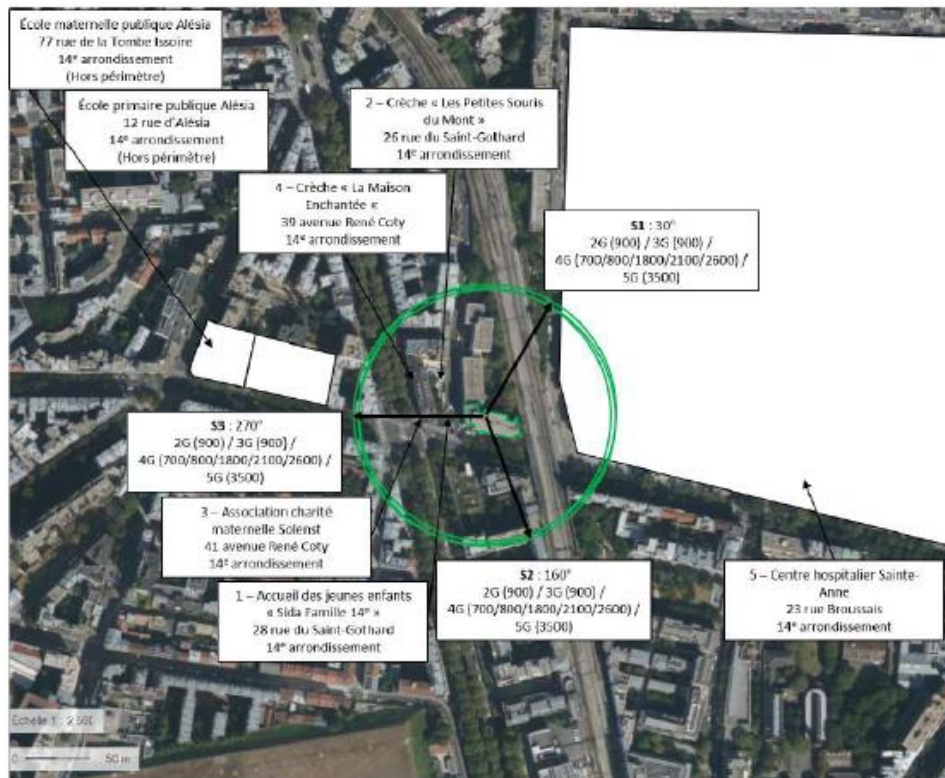 École maternelle publique Alésia
77 rue de la Tombe Issoire
14e arrondissement
(Hors périmètre)
École primaire publique Alésia
12 rue d'Alésia
14e arrondissement
(Hors périmètre)
2 – Crèche « Les Petites Souris
du Mont »
26 rue du Saint-Gothard
14e arrondissement
4 – Crèche « La Maison
Enchantée «
39 avenue René Coty
14e arrondissement
S1 : 30°
2G (900) / 3G (900) /
4G (700/800/1800/2100/2600) /
5G (3500)
S3 : 270°
2G (900) / 3G (900) /
4G (700/800/1800/2100/2600) /
5G (3500)
3 – Association charité
maternelle Solenst
41 avenue René Coty
14e arrondissement
1 – Accueil des jeunes enfants
« Sida Famille 14e »
28 rue du Saint-Gothard
14e arrondissement
S2 : 160°
2G (900) / 3G (900) /
4G (700/800/1800/2100/2600) /
5G (3500)
5 – Centre hospitalier Sainte-
Anne
23 rue Broussais
14e arrondissement
Echelle 1 : 2 500
0 50 m